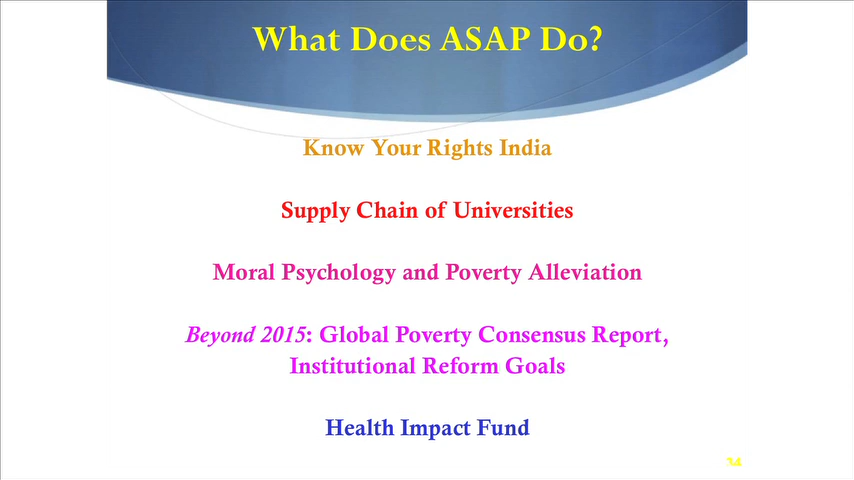 What Does ASAP Do?
Know Your Rights India
Supply Chain of Universities
Moral Psychology and Poverty Alleviation
Beyond 2015: Global Poverty Consensus Report,
Institutional Reform Goals
Health Impact Fund
34